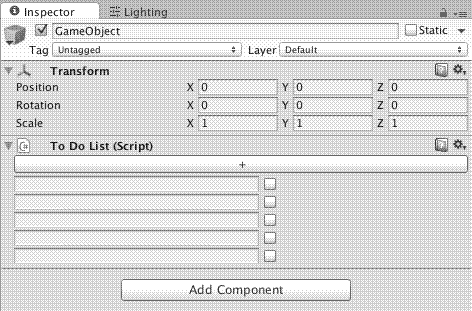 Inspector Lighting
GameObject Static
Tag Untagged Layer Default
Transform
Position X 0 Y 0 Z 0
Rotation X 0 Y 0 Z 0
Scale X 1 Y 1 Z 1
To Do List (Script)
+
Add Component